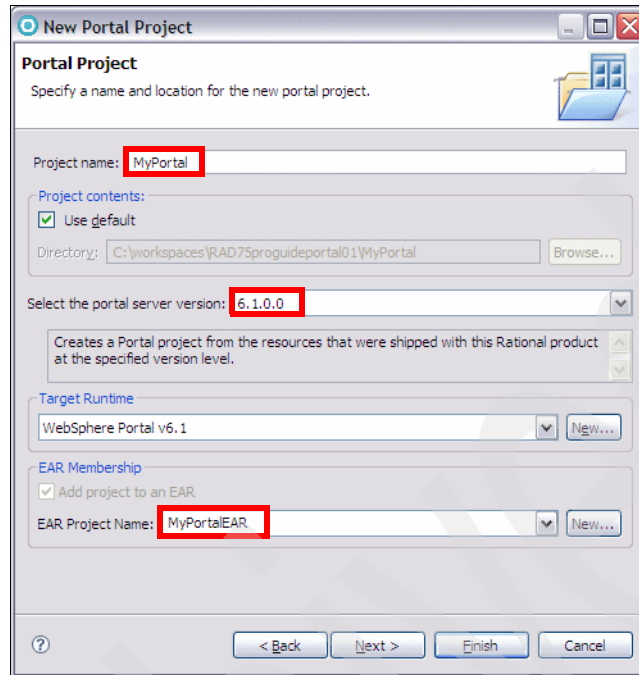 New Portal Project
Portal Project
Specify a name and location for the new portal project.
Project name: MyPortal
Project contents:
Use default
Directory: C:\workspaces\RAD75proguideportal01\MyPortal Browse...
Select the portal server version: 6.1.0.0
Creates a Portal project from the resources that were shipped with this Rational product
at the specified version level.
Target Runtime
WebSphere Portal v6.1 New...
EAR Membership
Add project to an EAR
EAR Project Name: MyPortalEAR New...
? < Back Next > Finish Cancel